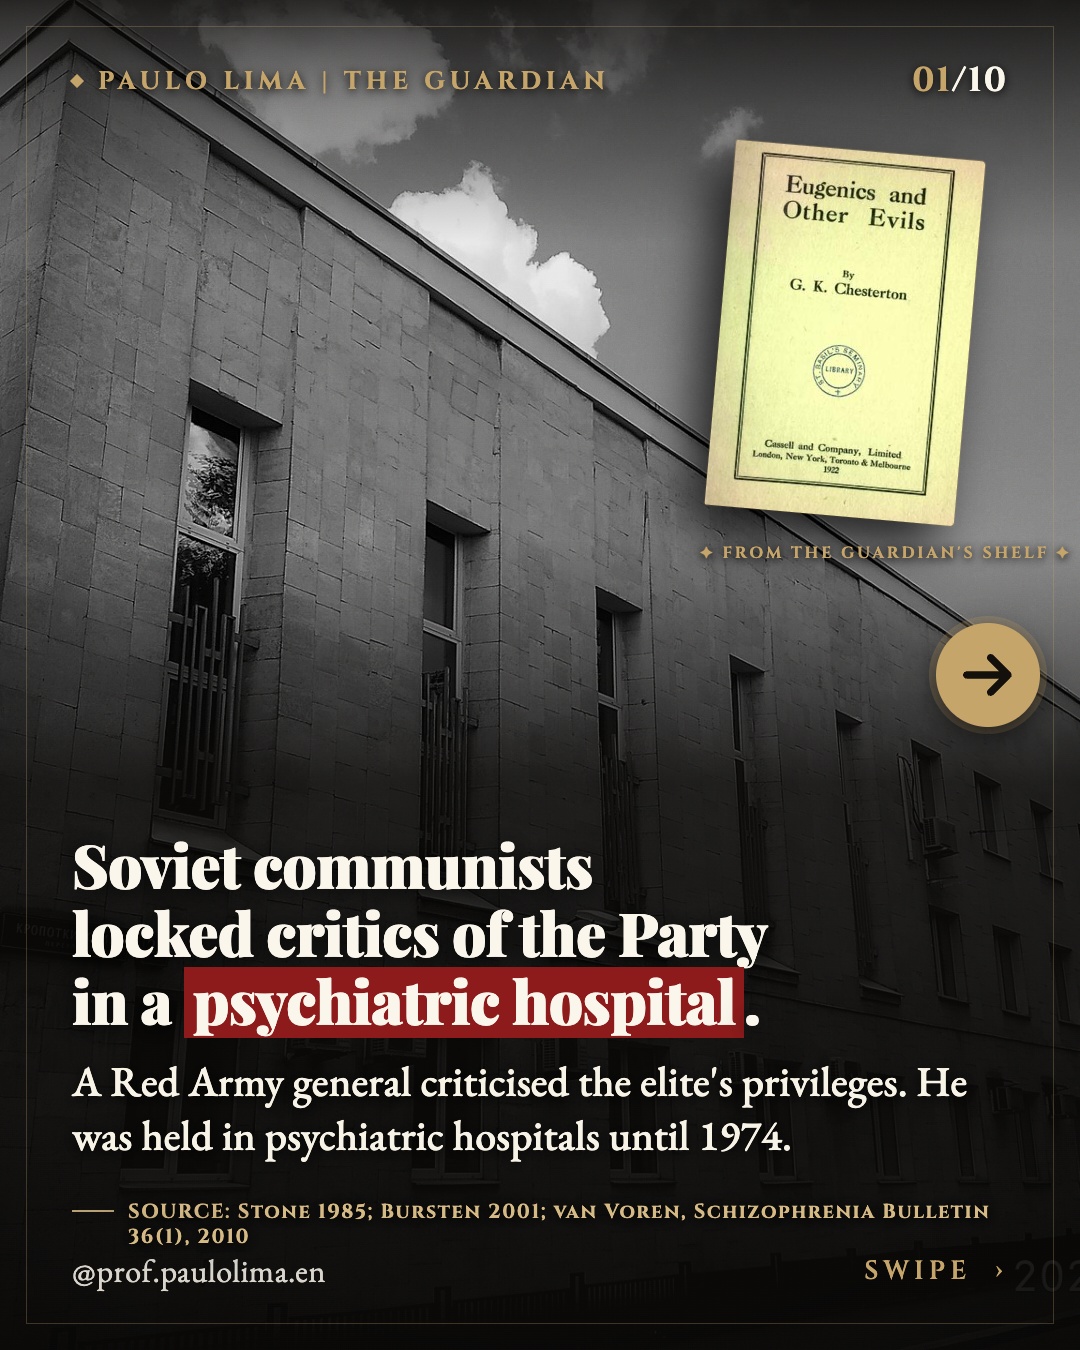 ◆ PAULO LIMA | THE GUARDIAN
01/10
Eugenics and
Other Evils
By
G. K. Chesterton
ST. BASIL'S SEMINARY
LIBRARY
Cassell and Company, Limited
London, New York, Toronto & Melbourne
1922
✦ FROM THE GUARDIAN'S SHELF ✦
Soviet communists
locked critics of the Party
in a psychiatric hospital.
A Red Army general criticised the elite's privileges. He
was held in psychiatric hospitals until 1974.
SOURCE: Stone 1985; Bursten 2001; van Voren, Schizophrenia Bulletin
36(1), 2010
@prof.paulolima.en
SWIPE ›